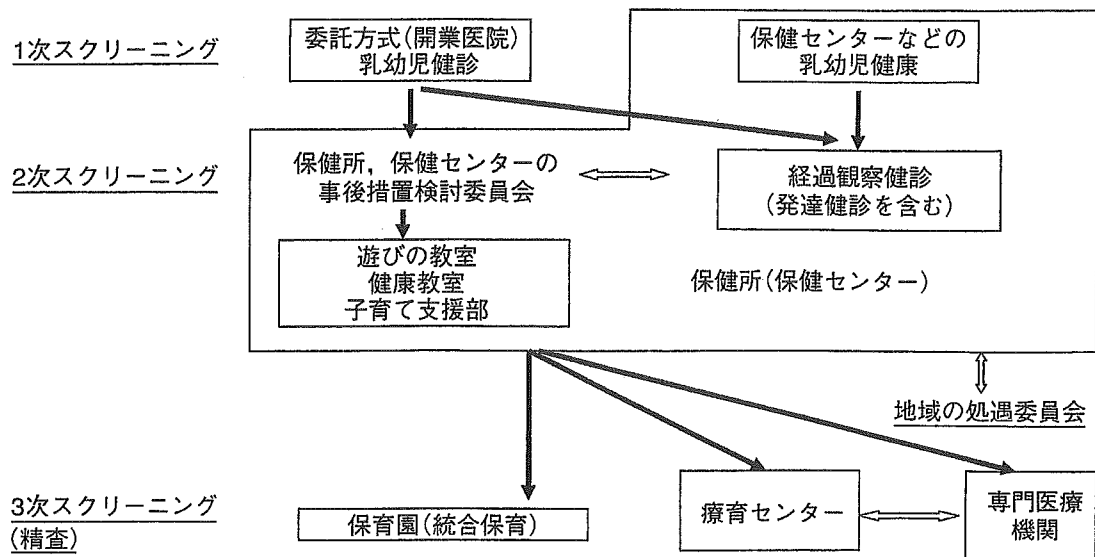 1次スクリーニング
委託方式(開業医院)
乳幼児健診
保健センターなどの
乳幼児健康
2次スクリーニング
保健所,保健センターの
事後措置検討委員会
経過観察健診
(発達健診を含む)
遊びの教室
健康教室
子育て支援部
保健所(保健センター)
地域の処遇委員会
3次スクリーニング
(精査)
保育園(統合保育)
療育センター
専門医療
機関